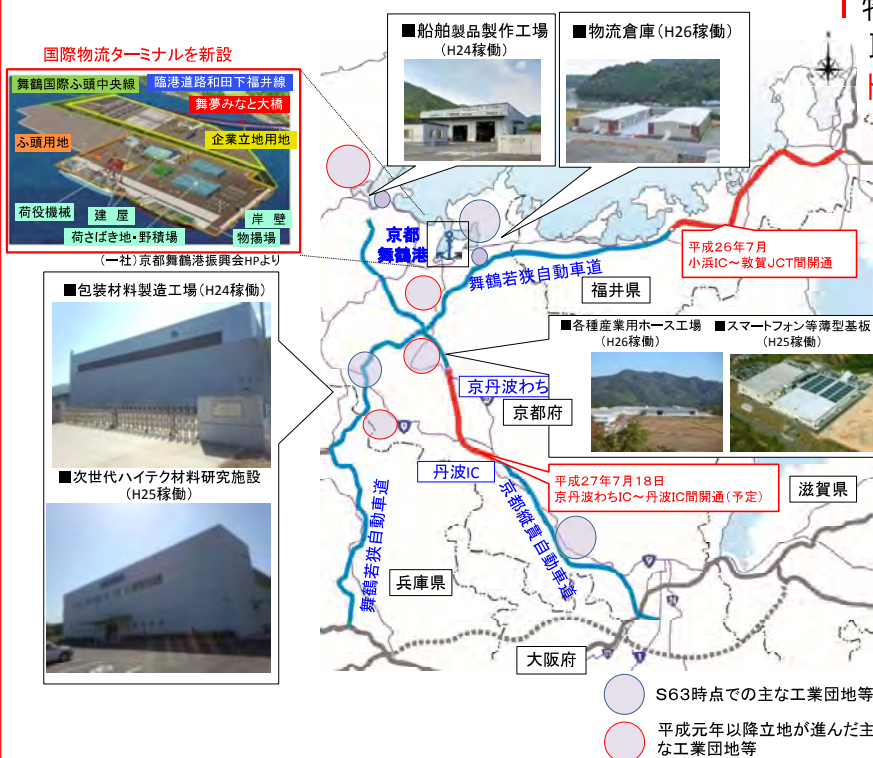 国際物流ターミナルを新設
舞鶴国際ふ頭中央線
臨港道路和田下福井線
舞夢みなと大橋
ふ頭用地
企業立地用地
荷役機械
建 屋
岸 壁
荷さばき地・野積場
物揚場
(一社)京都舞鶴港振興会HPより
■船舶製品製作工場
(H24稼働)
■物流倉庫(H26稼働)
物
京都
舞鶴港
舞鶴若狭自動車道
平成26年7月
小浜IC～敦賀JCT間開通
福井県
■包装材料製造工場(H24稼働)
■次世代ハイテク材料研究施設
(H25稼働)
■各種産業用ホース工場
(H26稼働)
■スマートフォン等薄型基板
(H25稼働)
京丹波わち
京都府
9
丹波IC
平成27年7月18日
京丹波わちIC～丹波IC間開通(予定)
滋賀県
京都縦貫自動車道
舞鶴若狭自動車道
兵庫県
9
1
大阪府
S63時点での主な工業団地等
平成元年以降立地が進んだ主
な工業団地等